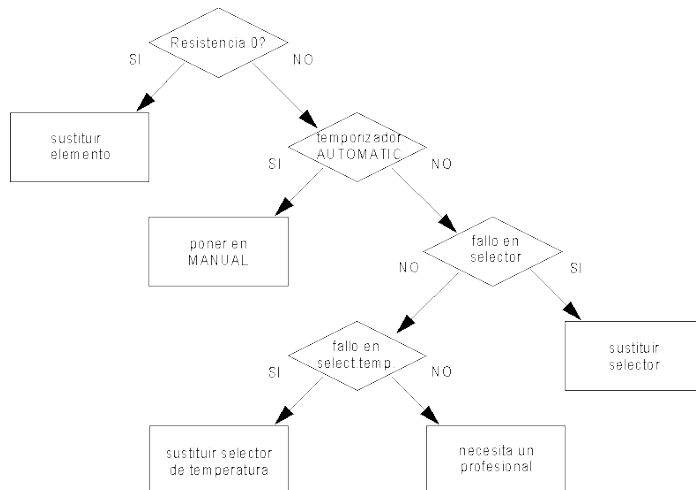 Resistencia 0?
SI
NO
sustituir
elemento
temporizador
AUTOMATIC
SI
NO
poner en
MANUAL
fallo en
selector
NO
SI
fallo en
select.temp.
SI
NO
sustituir
selector
sustituir selector
de temperatura
necesita un
profesional